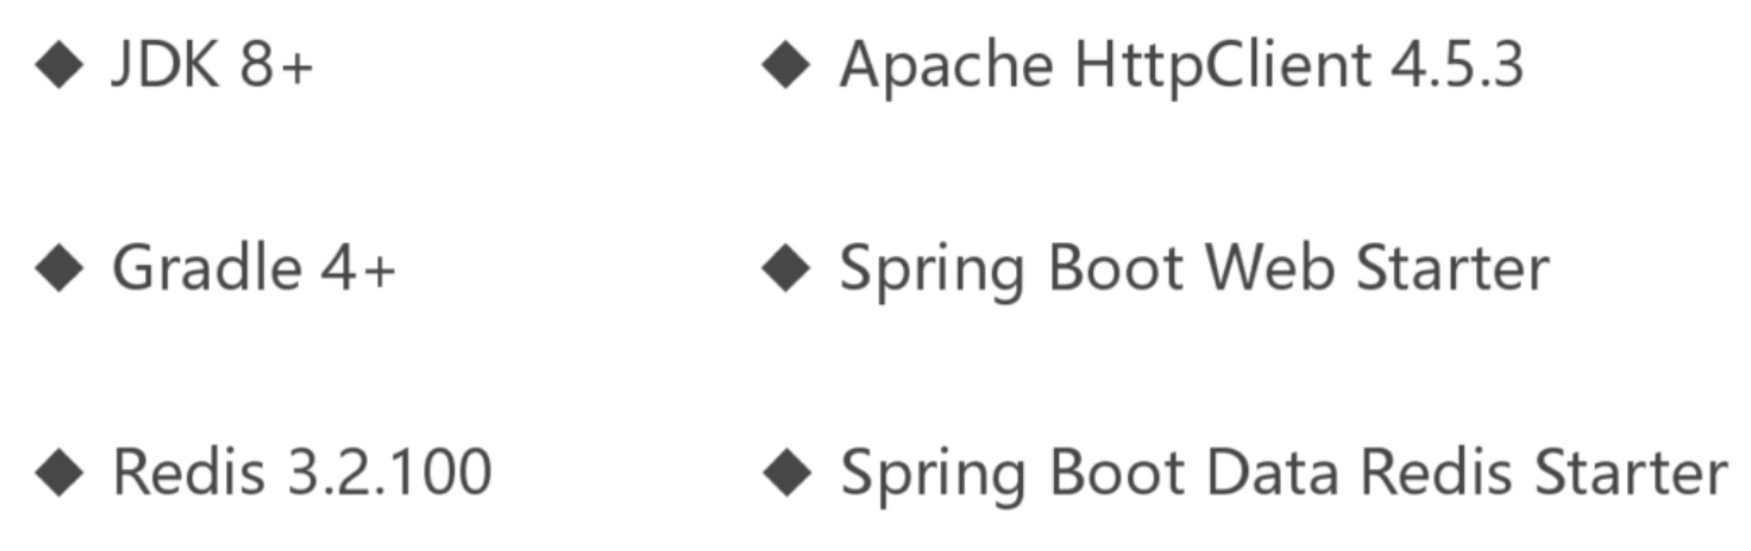 ◆ JDK 8+
◆ Apache HttpClient 4.5.3
◆ Gradle 4+
◆ Spring Boot Web Starter
◆ Redis 3.2.100
◆ Spring Boot Data Redis Starter